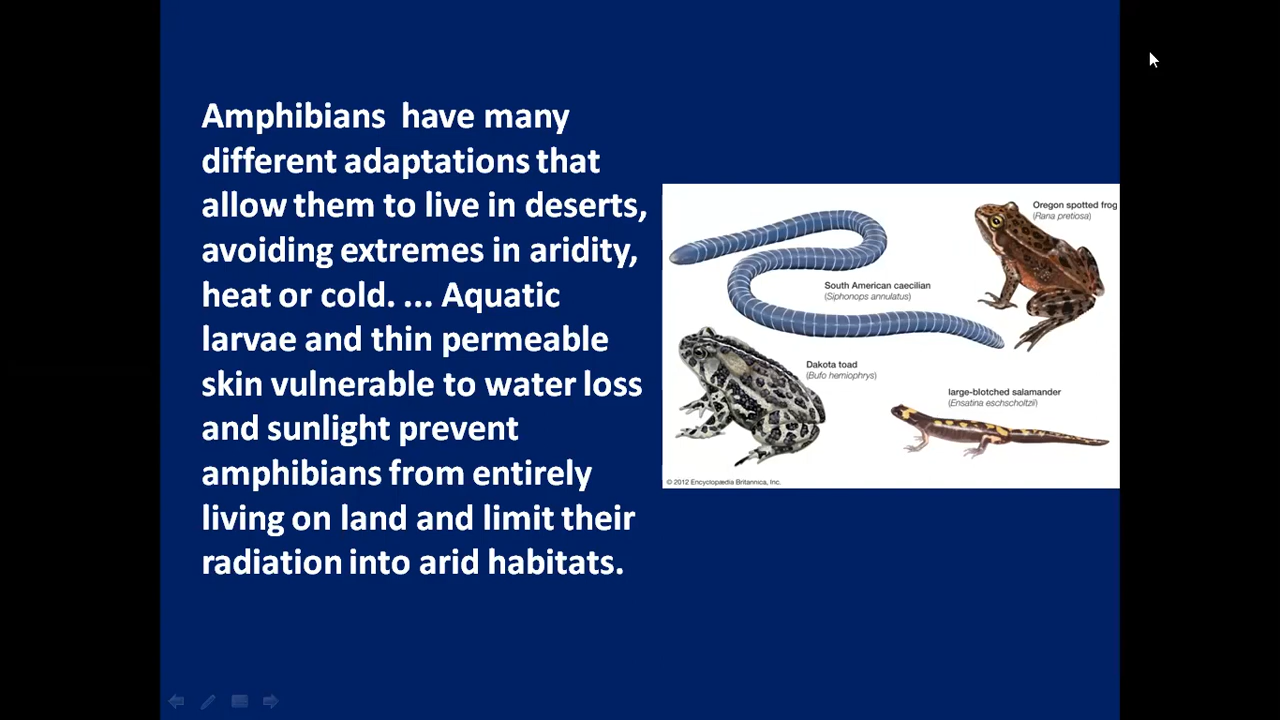 Amphibians  have many
different adaptations that
allow them to live in deserts,
avoiding extremes in aridity,
heat or cold. ... Aquatic
larvae and thin permeable
skin vulnerable to water loss
and sunlight prevent
amphibians from entirely
living on land and limit their
radiation into arid habitats.
Oregon spotted frog
(Rana pretiosa)
South American caecilian
(Siphonops annulatus)
Dakota toad
(Bufo hemiophrys)
large-blotched salamander
(Ensatina eschscholtzii)
© 2012 Encyclopædia Britannica, Inc.